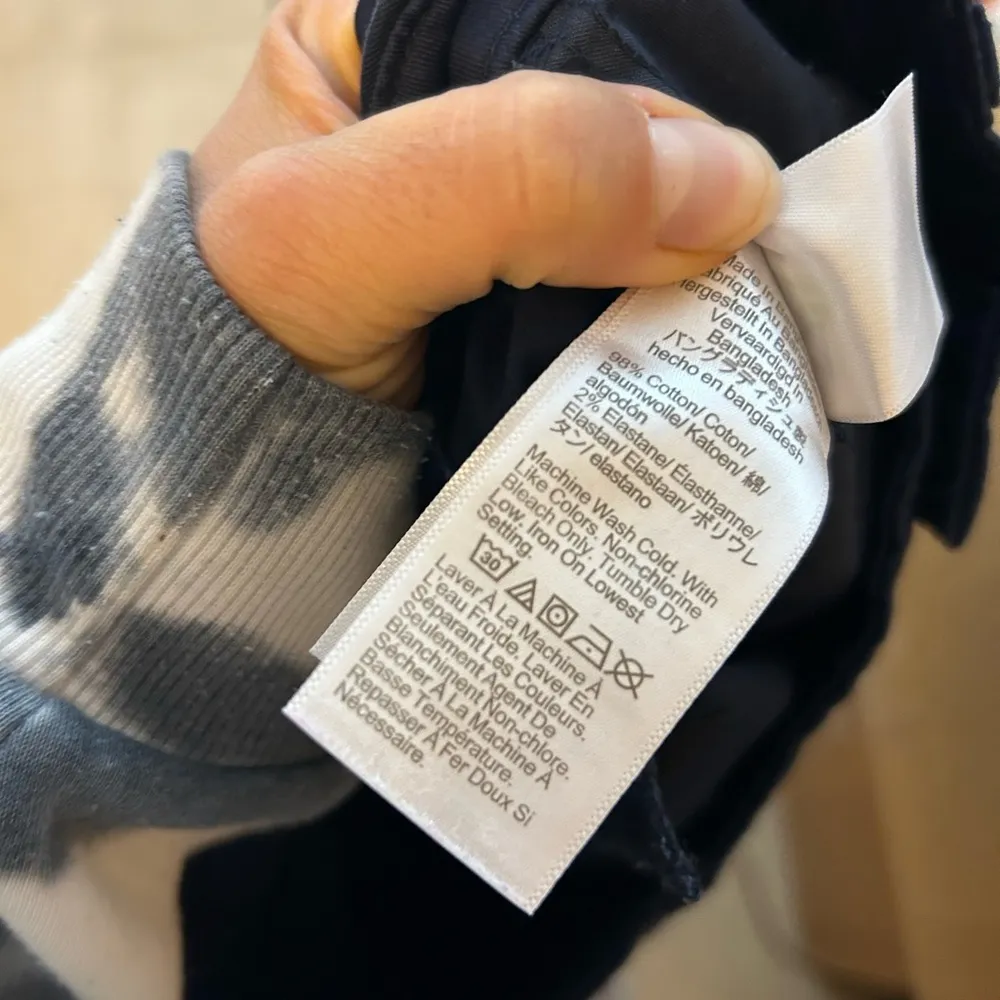 Made in
Fabriqué Au
Hergestellt In
Vervaardigd in
Bangladesh
バングラディシュ製
hecho en bangladesh
98% Cotton/ Coton/
Baumwolle/ Katoen/ 綿/
algodón
2% Elastane/ Élasthanne/
Elastan/ Elastaan/ ポリウレ
タン/ elastano
Machine Wash Cold. With
Like Colors. Non-chlorine
Bleach Only. Tumble Dry
Low. Iron On Lowest
Setting.
30
Laver À La Machine À
L'eau Froide. Laver En
Séparant Les Couleurs.
Seulement Agent De
Blanchiment Non-chlore.
Sécher À La Machine À
Basse Température.
Repasser À Fer Doux Si
Nécessaire.